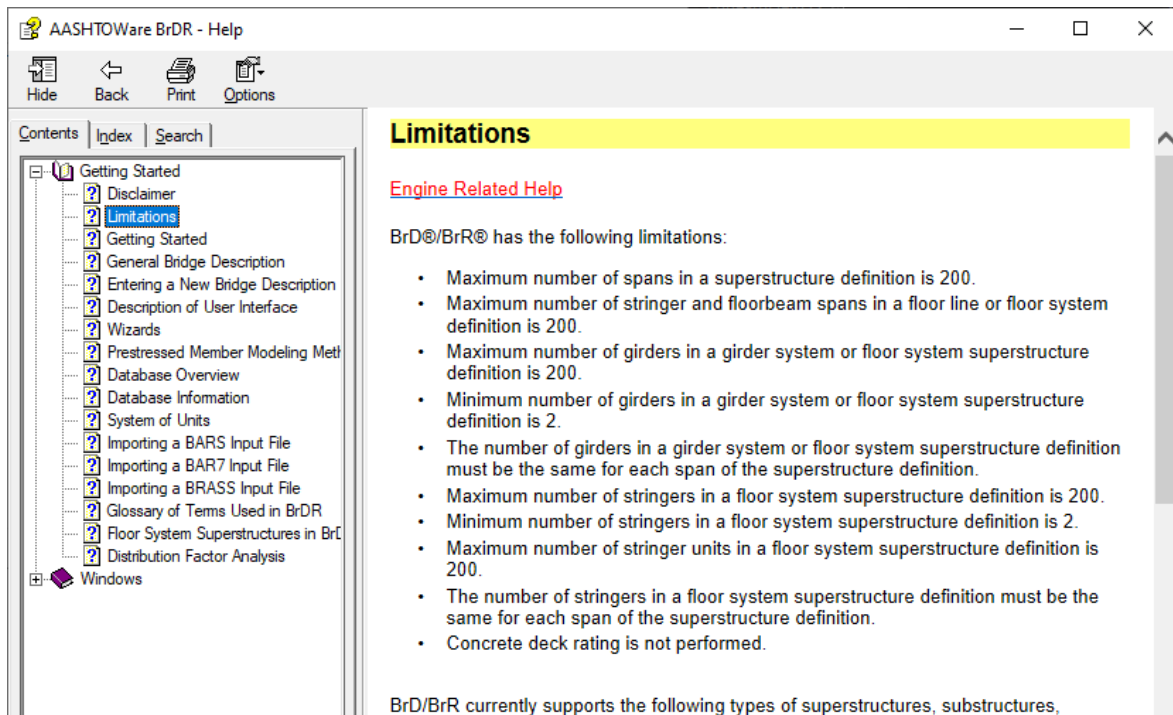 AASHTOWare BrDR - Help
Hide Back Print Options
Contents Index Search
Getting Started
Disclaimer
Limitations
Getting Started
General Bridge Description
Entering a New Bridge Description
Description of User Interface
Wizards
Prestressed Member Modeling Meth
Database Overview
Database Information
System of Units
Importing a BARS Input File
Importing a BAR7 Input File
Importing a BRASS Input File
Glossary of Terms Used in BrDR
Floor System Superstructures in BrD
Distribution Factor Analysis
Windows
Limitations
Engine Related Help
BrD®/BrR® has the following limitations:
• Maximum number of spans in a superstructure definition is 200.
• Maximum number of stringer and floorbeam spans in a floor line or floor system
definition is 200.
• Maximum number of girders in a girder system or floor system superstructure
definition is 200.
• Minimum number of girders in a girder system or floor system superstructure
definition is 2.
• The number of girders in a girder system or floor system superstructure definition
must be the same for each span of the superstructure definition.
• Maximum number of stringers in a floor system superstructure definition is 200.
• Minimum number of stringers in a floor system superstructure definition is 2.
• Maximum number of stringer units in a floor system superstructure definition is
200.
• The number of stringers in a floor system superstructure definition must be the
same for each span of the superstructure definition.
• Concrete deck rating is not performed.
BrD/BrR currently supports the following types of superstructures, substructures,